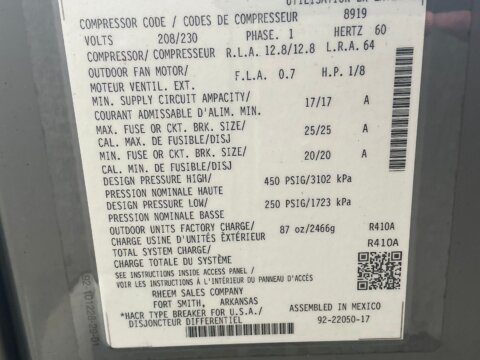 UTILISATION EN
COMPRESSOR CODE / CODES DE COMPRESSEUR 8919
VOLTS 208/230 PHASE. 1 HERTZ 60
COMPRESSOR/ COMPRESSEUR R.L.A. 12.8/12.8 L.R.A. 64
OUTDOOR FAN MOTOR/ F.L.A. 0.7 H.P. 1/8
MOTEUR VENTIL. EXT.
MIN. SUPPLY CIRCUIT AMPACITY/ 17/17 A
COURANT ADMISSABLE D'ALIM. MIN.
MAX. FUSE OR CKT. BRK. SIZE/ 25/25 A
CAL. MAX. DE FUSIBLE/DISJ
MIN. FUSE OR CKT. BRK. SIZE/ 20/20 A
CAL. MIN. DE FUSIBLE/DISJ
DESIGN PRESSURE HIGH/ 450 PSIG/3102 kPa
PRESSION NOMINALE HAUTE
DESIGN PRESSURE LOW/ 250 PSIG/1723 kPa
PRESSION NOMINALE BASSE
OUTDOOR UNITS FACTORY CHARGE/ 87 oz/2466g R410A
CHARGE USINE D'UNITÉS EXTÉRIEUR
TOTAL SYSTEM CHARGE/ R410A
CHARGE TOTALE DU SYSTÈME
SEE INSTRUCTIONS INSIDE ACCESS PANEL /
VOIR LES INSTRUCTIONS À L'INTÉRIEUR DU PANNEAU D'ACCÈS
RHEEM SALES COMPANY
FORT SMITH, ARKANSAS
*HACR TYPE BREAKER FOR U.S.A./ ASSEMBLED IN MEXICO
DISJONCTEUR DIFFERENTIEL 92-22050-17